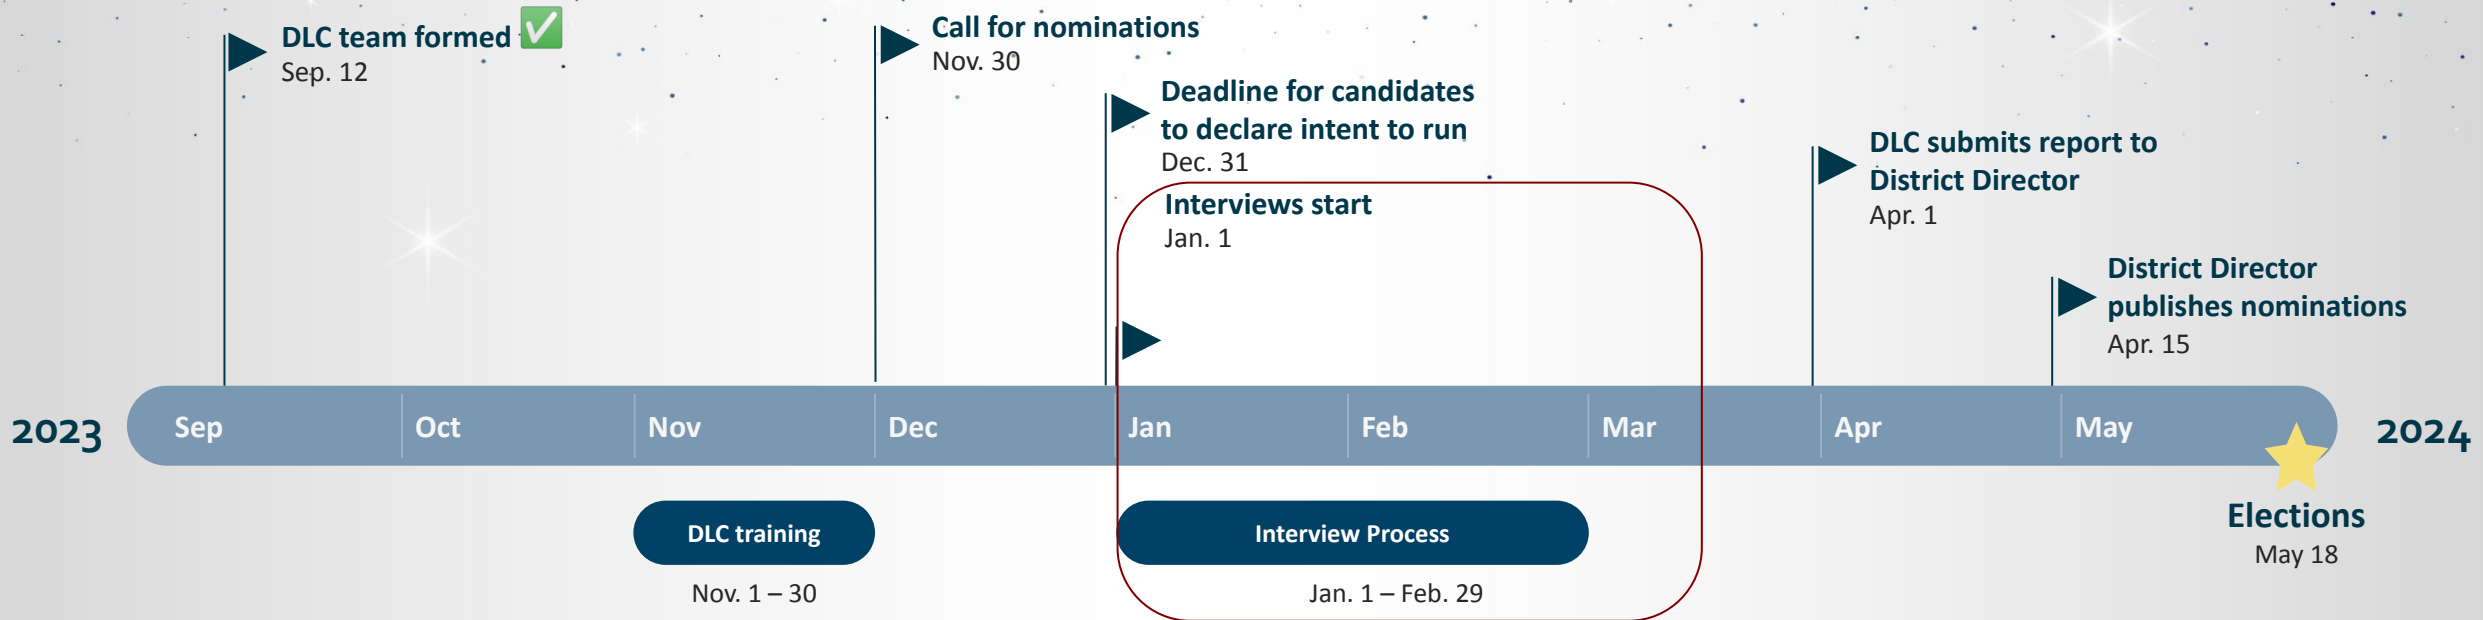 DLC team formed ✅
Sep. 12
Call for nominations
Nov. 30
Deadline for candidates
to declare intent to run
Dec. 31
Interviews start
Jan. 1
DLC submits report to
District Director
Apr. 1
District Director
publishes nominations
Apr. 15
2023
Sep
Oct
Nov
Dec
Jan
Feb
Mar
Apr
May
2024
DLC training
Nov. 1 – 30
Interview Process
Jan. 1 – Feb. 29
Elections
May 18